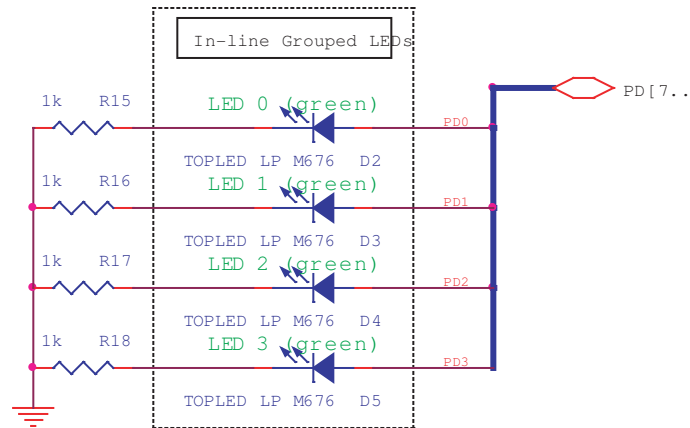 In-line Grouped LEDs
PD[7..
1k R15 LED 0 (green) PD0
TOPLED LP M676 D2
1k R16 LED 1 (green) PD1
TOPLED LP M676 D3
1k R17 LED 2 (green) PD2
TOPLED LP M676 D4
1k R18 LED 3 (green) PD3
TOPLED LP M676 D5